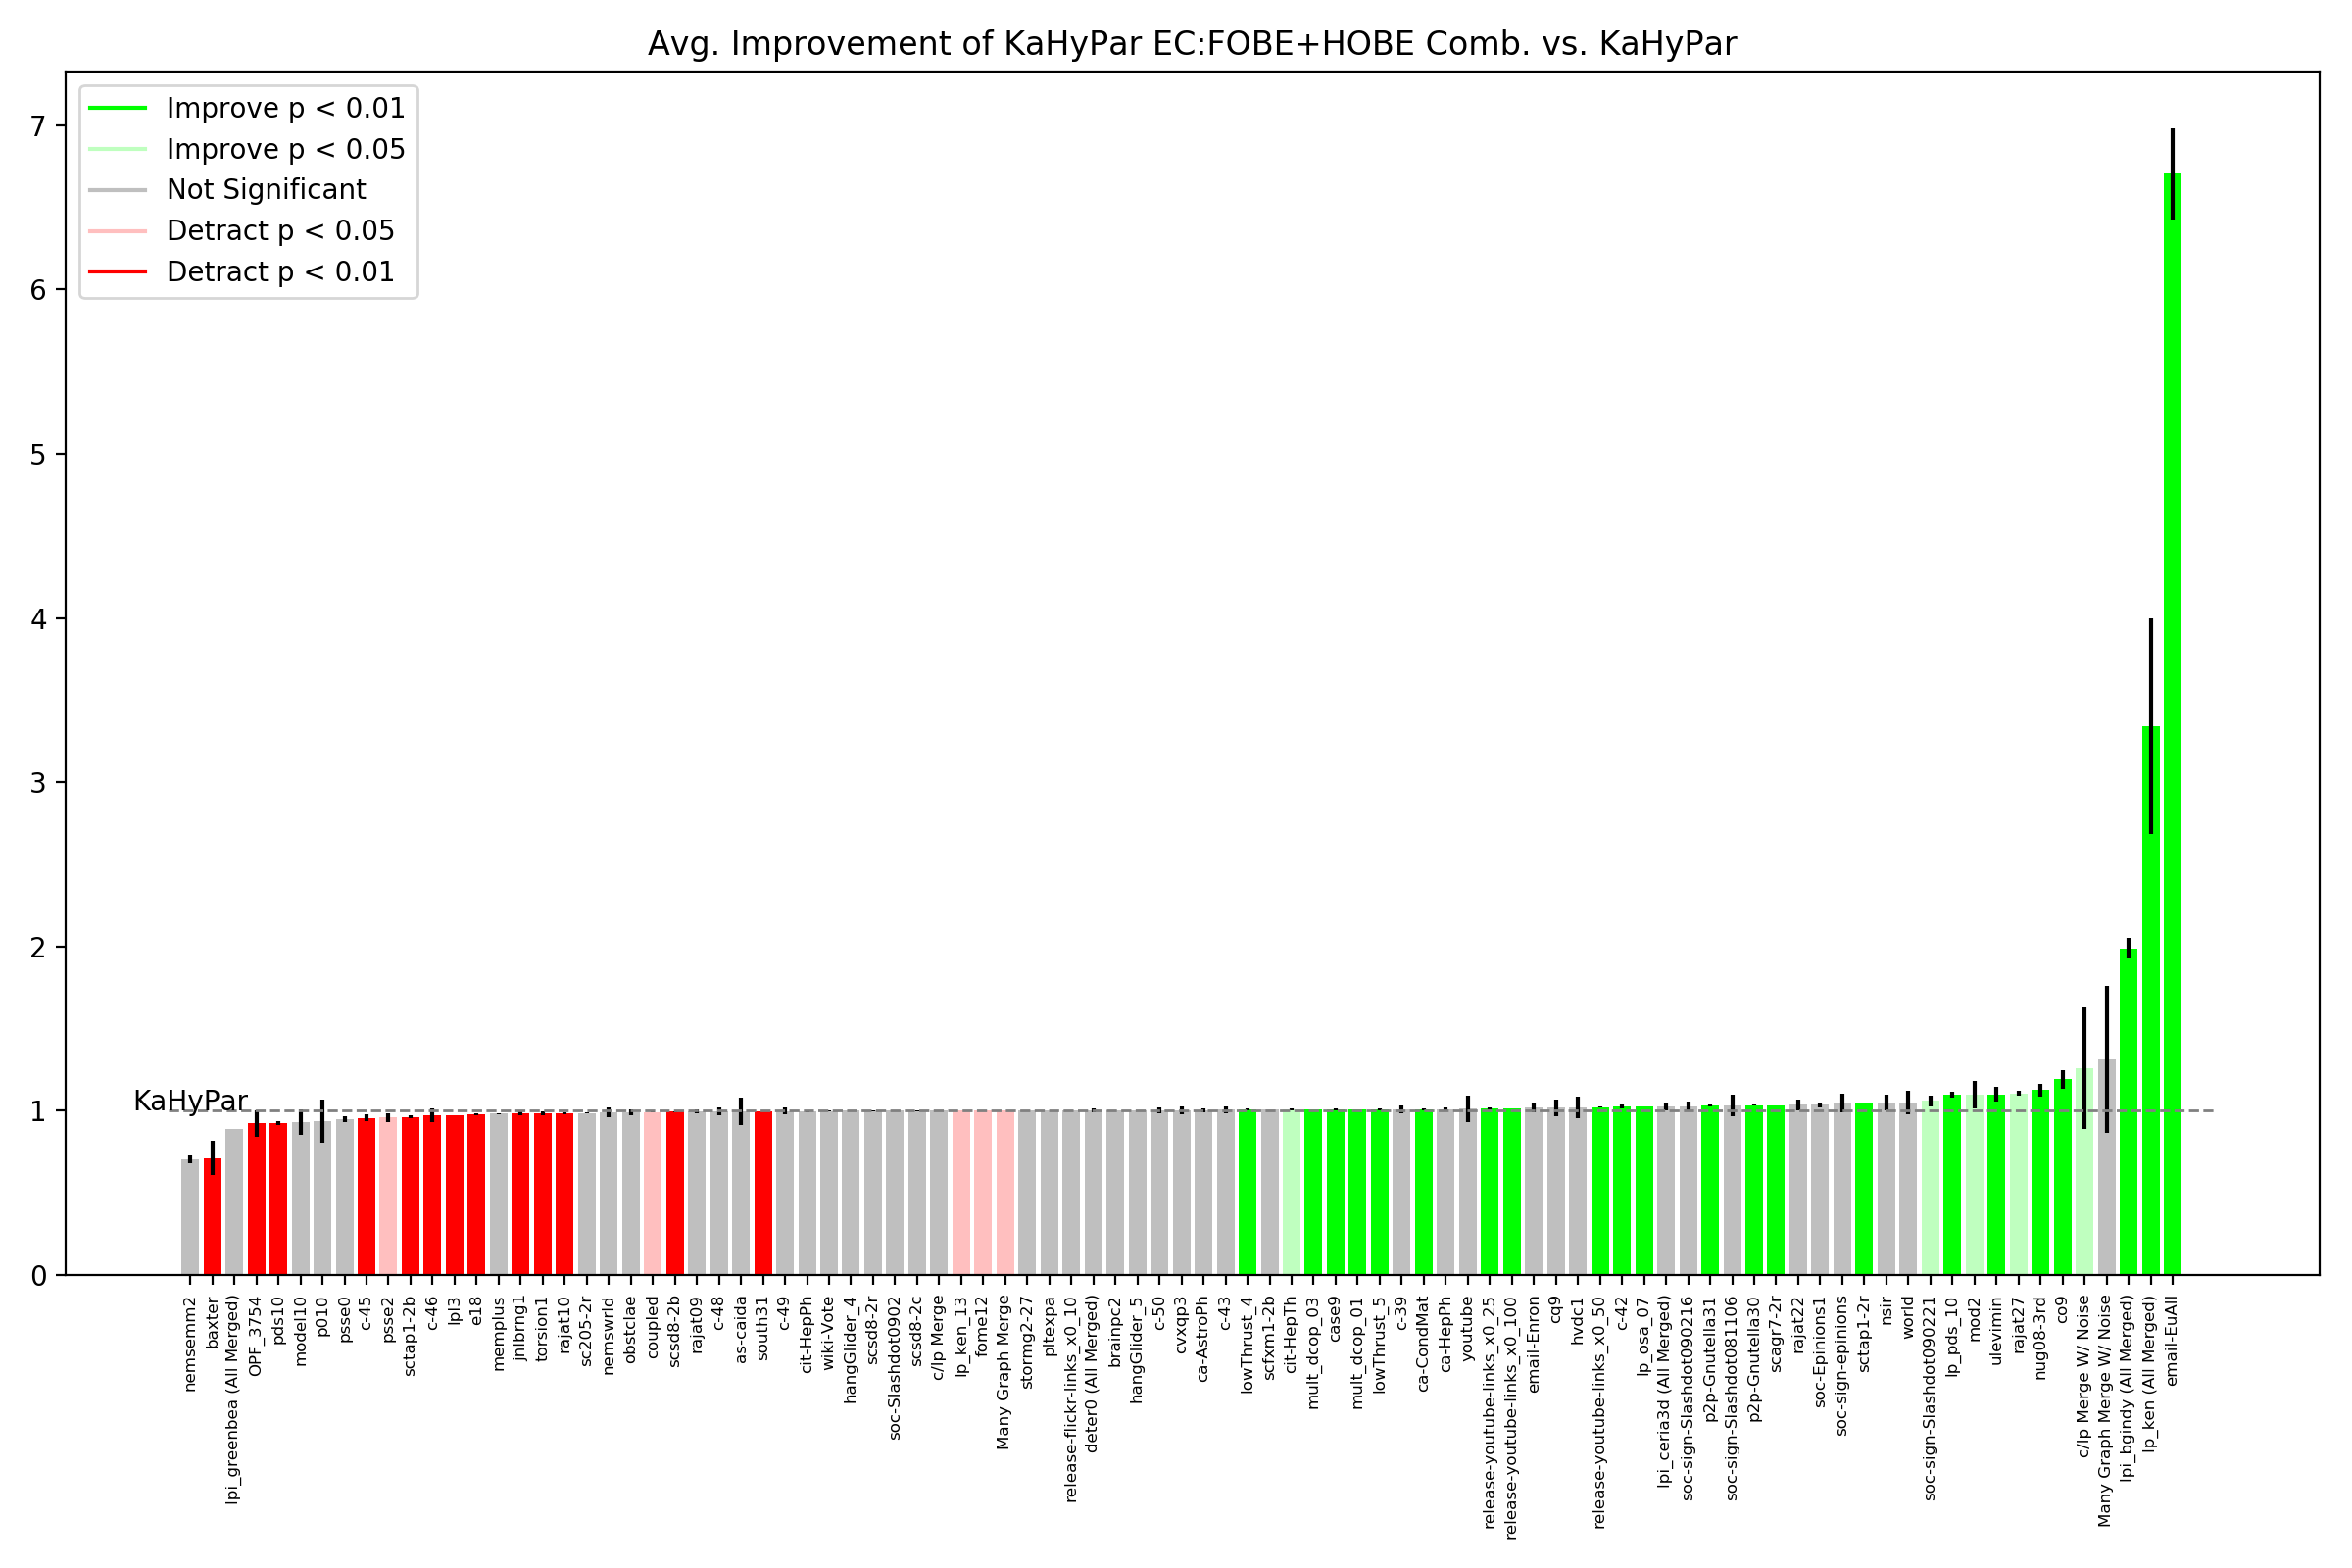 Avg. Improvement of KaHyPar EC:FOBE+HOBE Comb. vs. KaHyPar
Improve p < 0.01
Improve p < 0.05
Not Significant
Detract p < 0.05
Detract p < 0.01
7
6
5
4
3
2
1
0
KaHyPar
nemsemm2
baxter
lpi_greenbea (All Merged)
OPF_3754
pds10
model10
p010
psse0
c-45
psse2
sctap1-2b
c-46
lpl3
e18
memplus
jnlbrng1
torsion1
rajat10
sc205-2r
nemswrld
obstclae
coupled
scsd8-2b
rajat09
c-48
as-caida
south31
c-49
cit-HepPh
wiki-Vote
hangGlider_4
scsd8-2r
soc-Slashdot0902
scsd8-2c
c/lp Merge
lp_ken_13
fome12
Many Graph Merge
stormg2-27
pltexpa
release-flickr-links_x0_10
deter0 (All Merged)
brainpc2
hangGlider_5
c-50
cvxqp3
ca-AstroPh
c-43
lowThrust_4
scfxm1-2b
cit-HepTh
mult_dcop_03
case9
mult_dcop_01
lowThrust_5
c-39
ca-CondMat
ca-HepPh
youtube
release-youtube-links_x0_25
release-youtube-links_x0_100
email-Enron
cq9
hvdc1
release-youtube-links_x0_50
c-42
lp_osa_07
lpi_ceria3d (All Merged)
soc-sign-Slashdot090216
p2p-Gnutella31
soc-sign-Slashdot081106
p2p-Gnutella30
scagr7-2r
rajat22
soc-Epinions1
soc-sign-epinions
sctap1-2r
nsir
world
soc-sign-Slashdot090221
lp_pds_10
mod2
ulevimin
rajat27
nug08-3rd
co9
c/lp Merge W/ Noise
Many Graph Merge W/ Noise
lpi_bgindy (All Merged)
lp_ken (All Merged)
email-EuAll